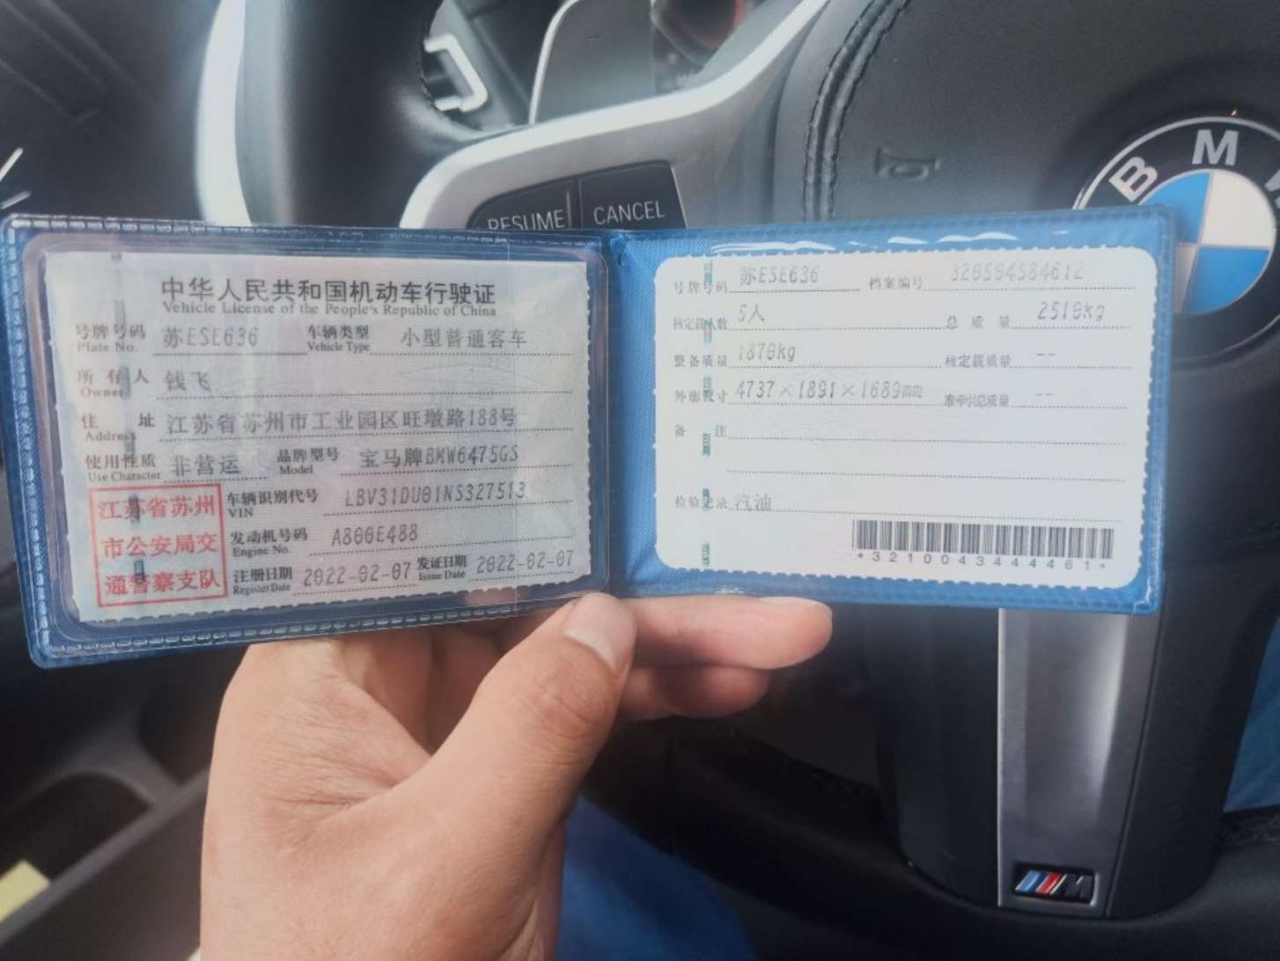 RESUME
CANCEL
BM
中华人民共和国机动车行驶证
Vehicle License of the People's Republic of China
号牌号码 苏E5E636 车辆类型 小型普通客车
Plate No. Vehicle Type
所有人 钱飞
Owner
住址 江苏省苏州市工业园区旺墩路188号
Address
使用性质 非营运 品牌型号 宝马牌BMW6475GS
Use Character Model
江苏省苏州
市公安局交
通警察支队
车辆识别代号 LBV31DU01NS327513
VIN
发动机号码 A800E488
Engine No.
注册日期 2022-02-07 发证日期 2022-02-07
Register Date Issue Date
号牌号码 苏E5E636 档案编号 320504584612
核定载人数 5人 总质量 2510kg
整备质量 1870kg 核定载质量 --
外廓尺寸 4737×1891×1689mm 准牵引总质量 --
备注
检验记录 汽油
*3210043444461*
M